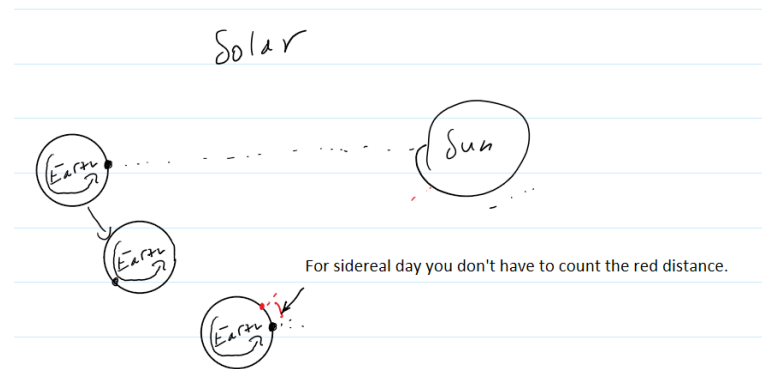 Solar
Sun
Earth
Earth
For sidereal day you don't have to count the red distance.
Earth